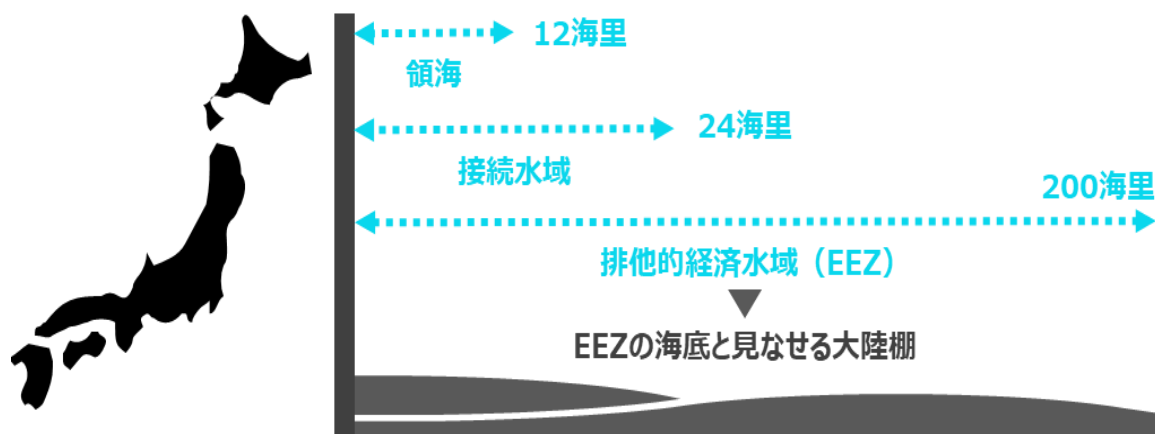 12海里
領海
24海里
接続水域
200海里
排他的経済水域（EEZ）
EEZの海底と見なせる大陸棚